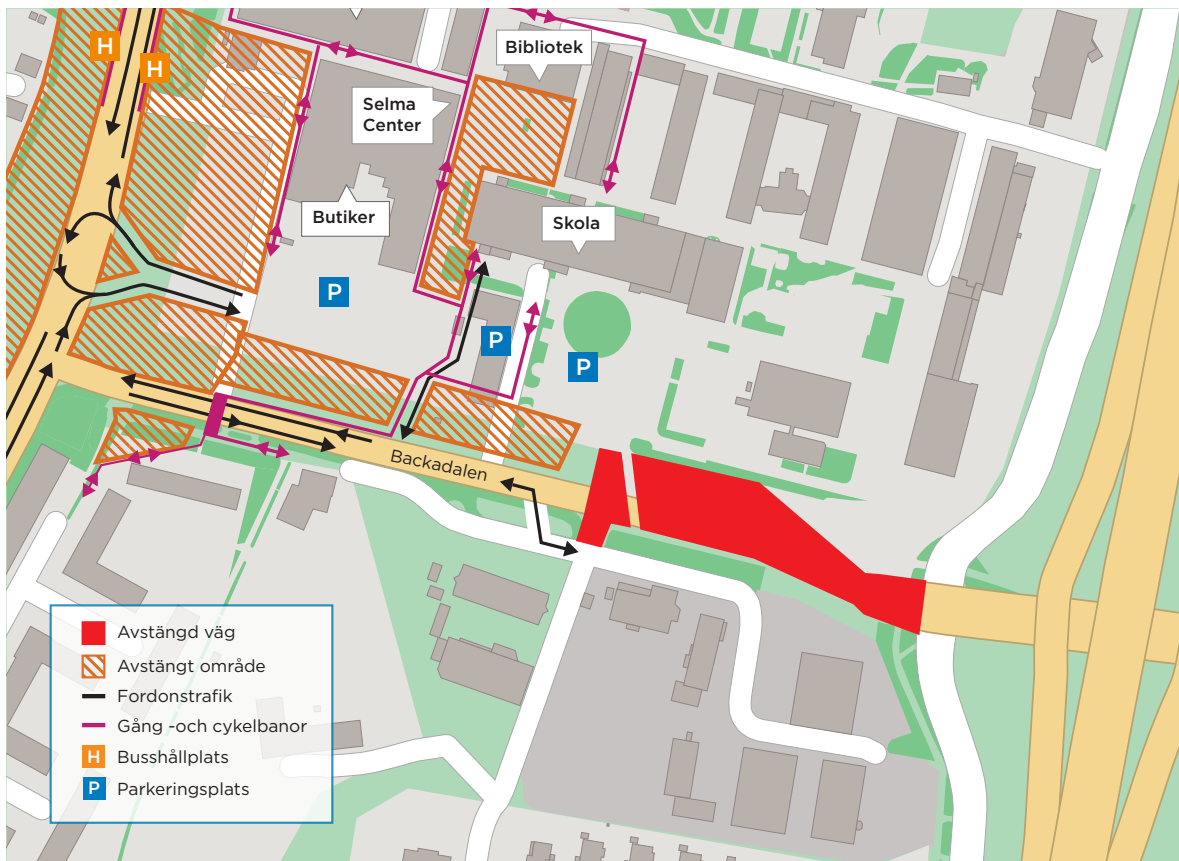 H
H
Bibliotek
Selma
Center
Butiker
Skola
P
P
P
Backadalen
Avstängd väg
Avstängt område
Fordonstrafik
Gång -och cykelbanor
H Busshållplats
P Parkeringsplats